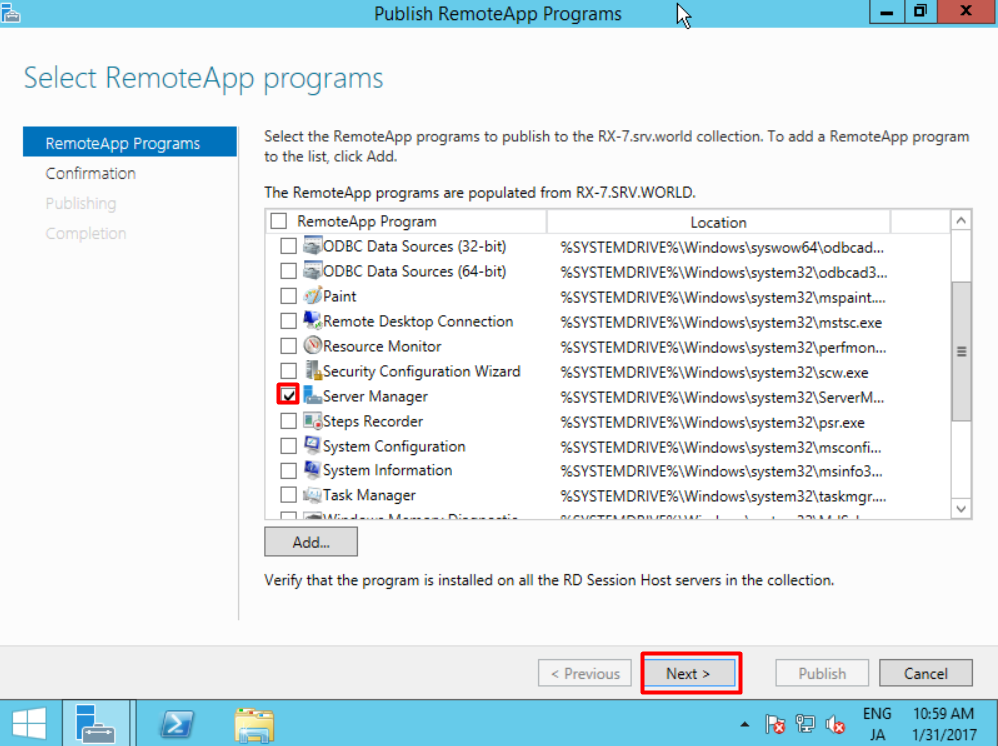 Publish RemoteApp Programs
Select RemoteApp programs
RemoteApp Programs
Confirmation
Publishing
Completion
Select the RemoteApp programs to publish to the RX-7.srv.world collection. To add a RemoteApp program
to the list, click Add.
The RemoteApp programs are populated from RX-7.SRV.WORLD.
RemoteApp Program Location
ODBC Data Sources (32-bit) %SYSTEMDRIVE%\Windows\syswow64\odbcad...
ODBC Data Sources (64-bit) %SYSTEMDRIVE%\Windows\system32\odbcad3...
Paint %SYSTEMDRIVE%\Windows\system32\mspaint....
Remote Desktop Connection %SYSTEMDRIVE%\Windows\system32\mstsc.exe
Resource Monitor %SYSTEMDRIVE%\Windows\system32\perfmon...
Security Configuration Wizard %SYSTEMDRIVE%\Windows\system32\scw.exe
Server Manager %SYSTEMDRIVE%\Windows\system32\ServerM...
Steps Recorder %SYSTEMDRIVE%\Windows\system32\psr.exe
System Configuration %SYSTEMDRIVE%\Windows\system32\msconfi...
System Information %SYSTEMDRIVE%\Windows\system32\msinfo3...
Task Manager %SYSTEMDRIVE%\Windows\system32\taskmgr....
Windows Memory Diagnostic
Add...
Verify that the program is installed on all the RD Session Host servers in the collection.
< Previous Next > Publish Cancel
ENG 10:59 AM
JA 1/31/2017